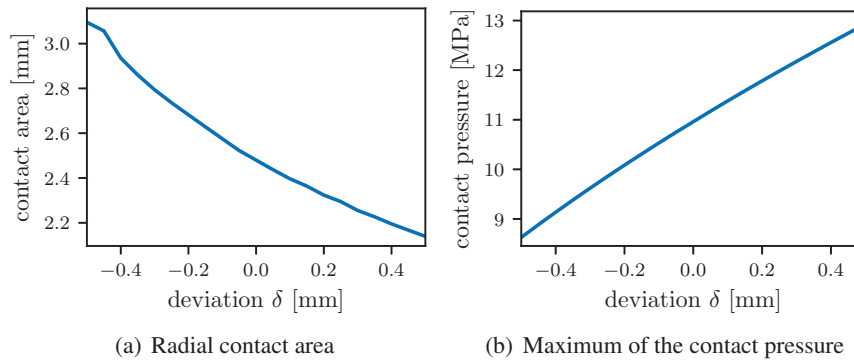 contact area [mm]
3.0
2.8
2.6
2.4
2.2
−0.4 −0.2 0.0 0.2 0.4
deviation δ [mm]
(a) Radial contact area
contact pressure [MPa]
13
12
11
10
9
−0.4 −0.2 0.0 0.2 0.4
deviation δ [mm]
(b) Maximum of the contact pressure